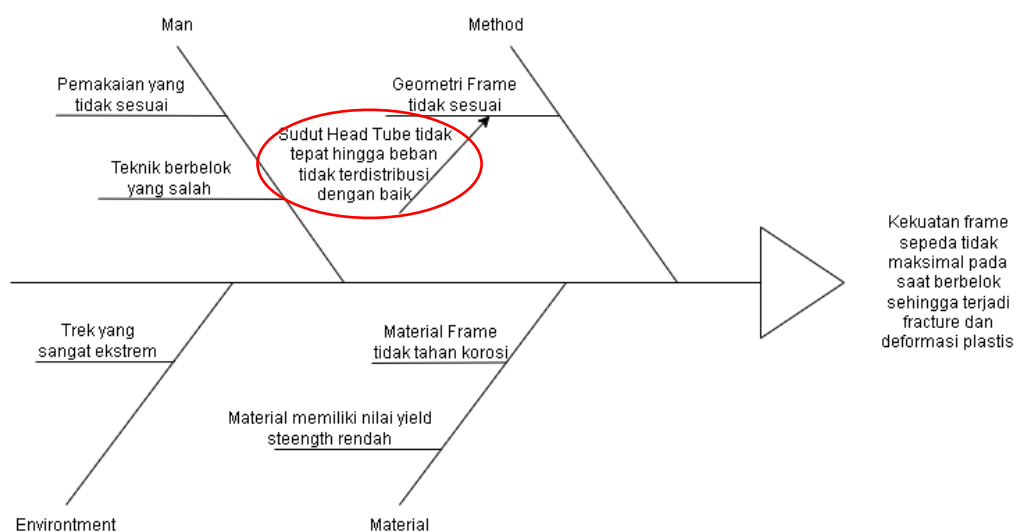 Man
Method
Pemakaian yang
tidak sesuai
Geometri Frame
tidak sesuai
Sudut Head Tube tidak
tepat hingga beban
tidak terdistribusi
dengan baik
Teknik berbelok
yang salah
Kekuatan frame
sepeda tidak
maksimal pada
saat berbelok
sehingga terjadi
fracture dan
deformasi plastis
Trek yang
sangat ekstrem
Material Frame
tidak tahan korosi
Material memiliki nilai yield
steength rendah
Environtment
Material